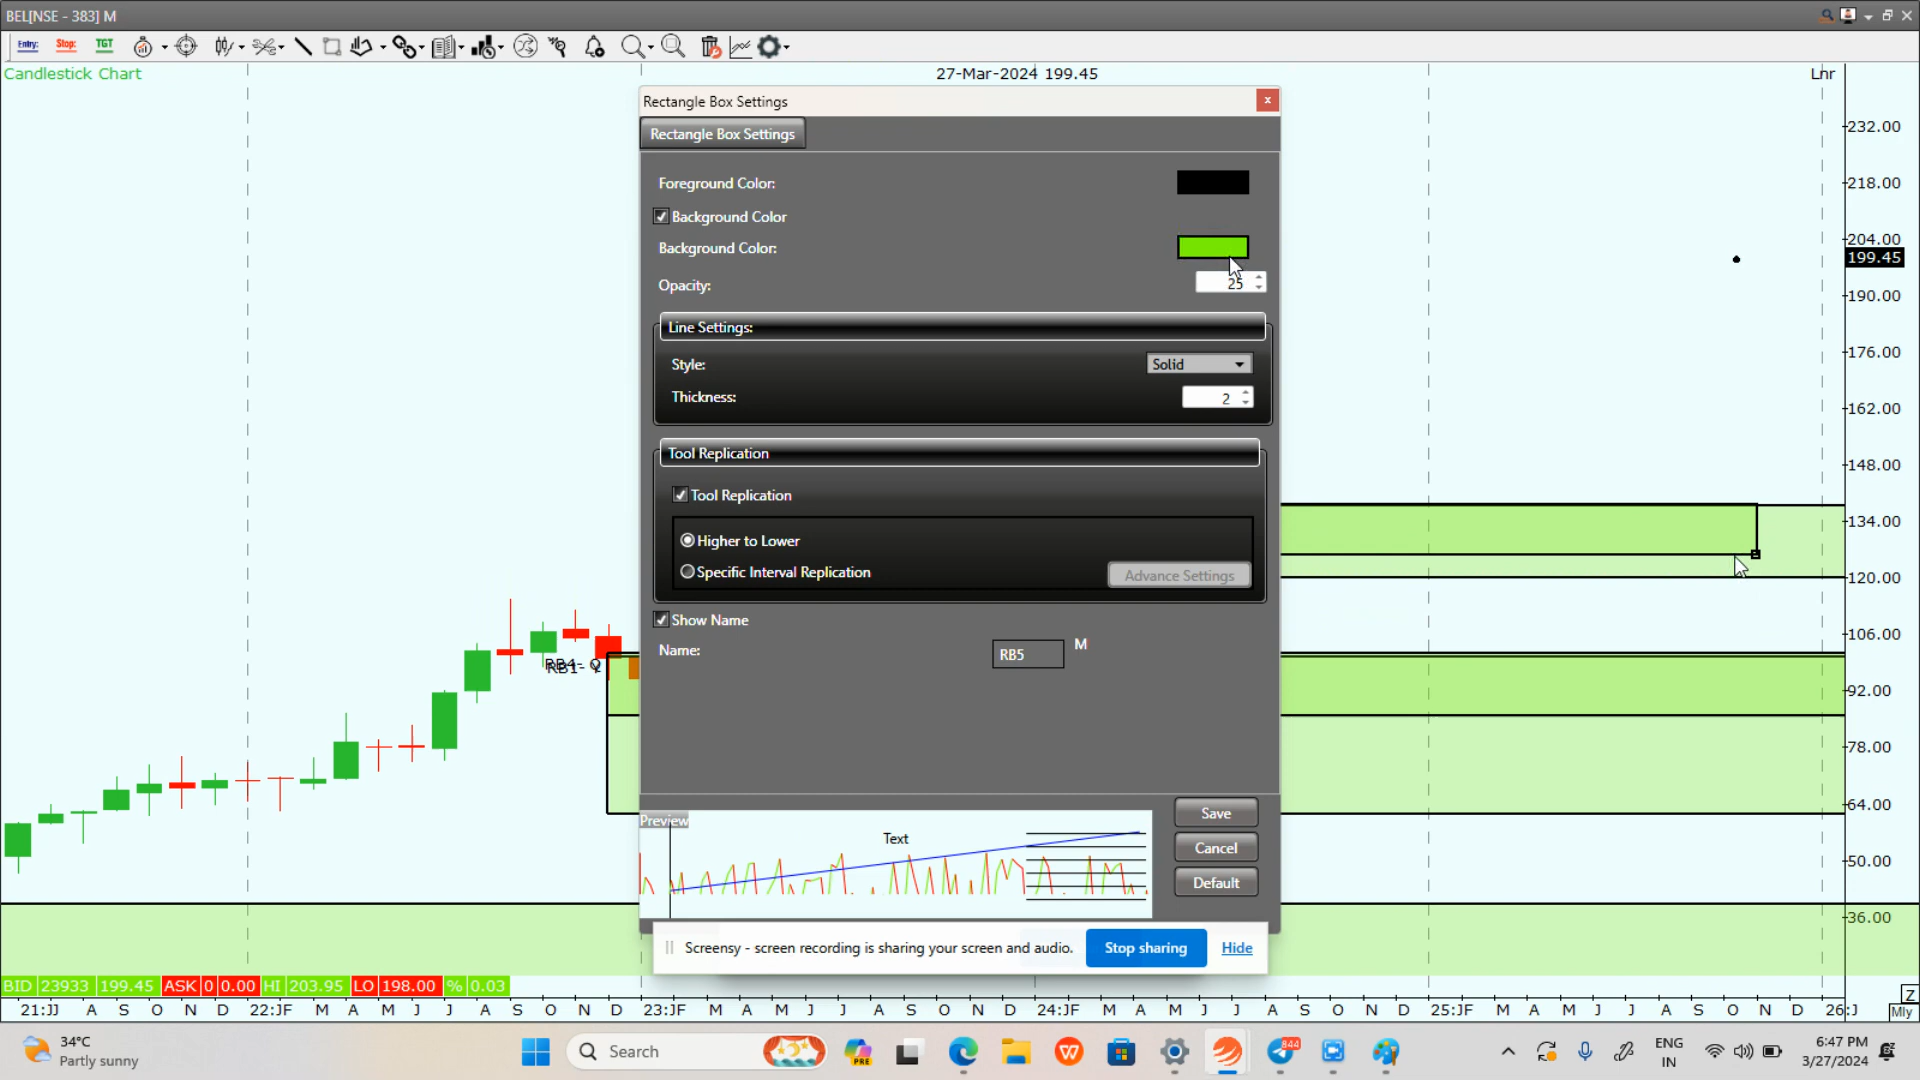 BEL[NSE - 383] M
Entry: Stop: TGT
Candlestick Chart
27-Mar-2024 199.45
Lnr
Rectangle Box Settings
Rectangle Box Settings
Foreground Color:
Background Color
Background Color:
Opacity: 25
Line Settings:
Style: Solid
Thickness: 2
Tool Replication
Tool Replication
Higher to Lower
Specific Interval Replication
Advance Settings
Show Name
Name: RB5 M
Preview
Text
Save
Cancel
Default
232.00
218.00
204.00
199.45
190.00
176.00
162.00
148.00
134.00
120.00
106.00
92.00
78.00
64.00
50.00
36.00
Screensy - screen recording is sharing your screen and audio. Stop sharing Hide
BID 23933 199.45 ASK 0 0.00 HI 203.95 LO 198.00 % 0.03
Z
21:JJ A S O N D 22:JF M A M J J A S O N D 23:JF M A M J J A S O N D 24:JF M A M J J A S O N D 25:JF M A M J J A S O N D 26:J
Mly
34°C
Partly sunny
Search
PRE
844
ENG
IN
6:47 PM
3/27/2024